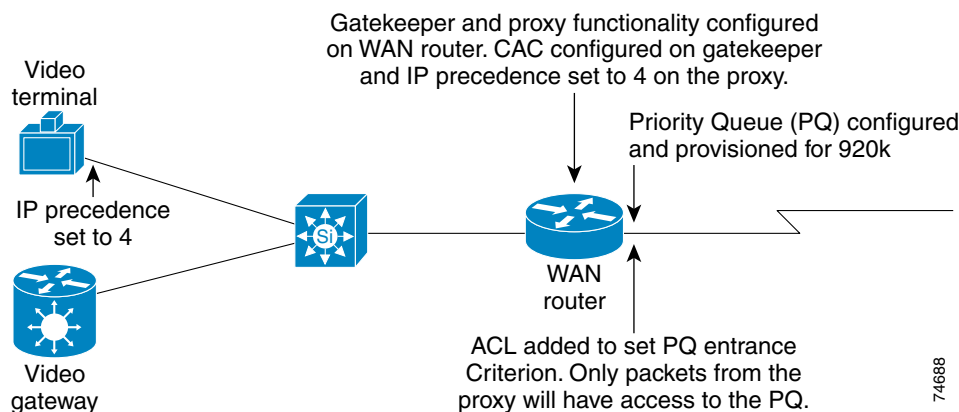 Gatekeeper and proxy functionality configured
on WAN router. CAC configured on gatekeeper
and IP precedence set to 4 on the proxy.
Video
terminal
Priority Queue (PQ) configured
and provisioned for 920k
IP precedence
set to 4
Si
WAN
router
Video
gateway
ACL added to set PQ entrance
Criterion. Only packets from the
proxy will have access to the PQ.
74688